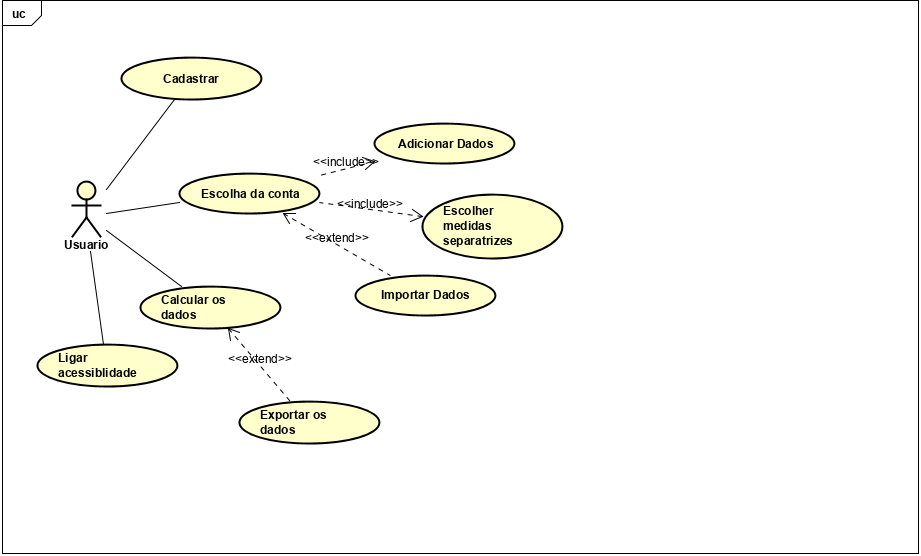 uc
Cadastrar
Adicionar Dados
<<include>>
Escolha da conta
<<include>>
Escolher
medidas
separatrizes
<<extend>>
Usuario
Importar Dados
Calcular os
dados
<<extend>>
Ligar
acessiblidade
Exportar os
dados